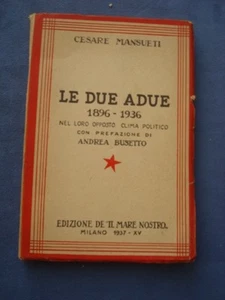 CESARE MANSUETI
LE DUE ADUE
1896 - 1936
NEL LORO OPPOSTO CLIMA POLITICO
CON PREFAZIONE DI
ANDREA BUSETTO
EDIZIONE DE "IL MARE NOSTRO"
MILANO 1937 - XV